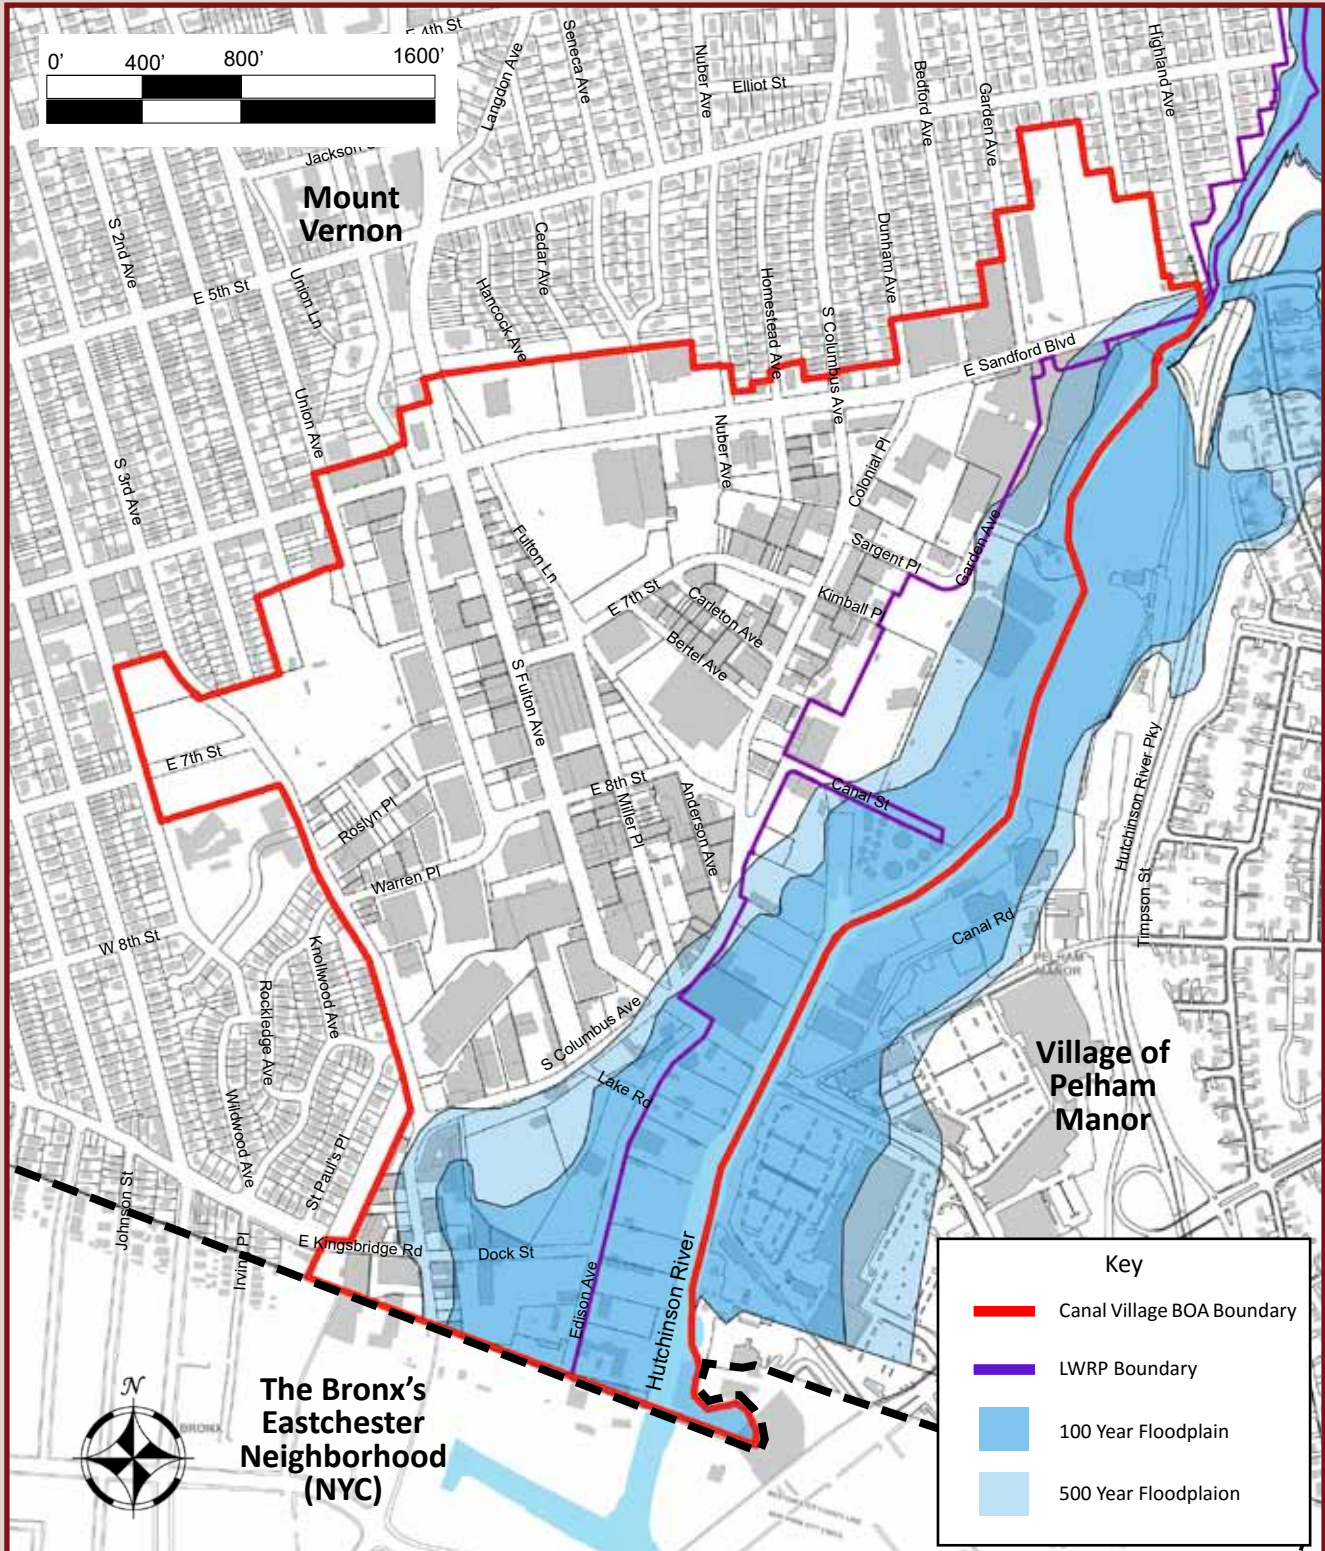 0'
400'
800'
1600'
E 4th St
Langdon Ave
Seneca Ave
Nuber Ave
Elliot St
Bedford Ave
Garden Ave
Highland Ave
Mount
Vernon
S 2nd Ave
E 5th St
Union Ln
Hancock Ave
Cedar Ave
Homestead Ave
S Columbus Ave
Dunham Ave
E Sandford Blvd
Union Ave
S 3rd Ave
Nuber Ave
Colonial Pl
Fulton Ln
Sargent Pl
Garden Ave
E 7th St
Carleton Ave
Kimball Pl
Bertel Ave
S Fulton Ave
E 7th St
Roslyn Pl
E 8th St
Miller Pl
Anderson Ave
Canal St
Hutchinson River Pky
Timpson St
Warren Pl
W 8th St
Knollwood Ave
Rockledge Ave
Canal Rd
PELHAM
MANOR
S Columbus Ave
Lake Rd
Village of
Pelham
Manor
Wildwood Ave
St Paul's Pl
Johnson St
Irving Pl
E Kingsbridge Rd
Dock St
Edison Ave
Hutchinson River
N
BRONX
The Bronx's
Eastchester
Neighborhood
(NYC)
Key
Canal Village BOA Boundary
LWRP Boundary
100 Year Floodplain
500 Year Floodplaion